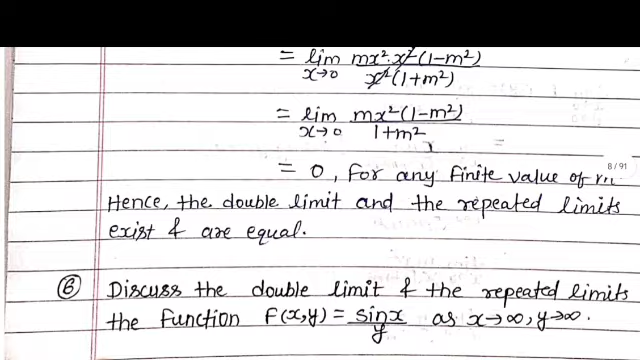 = lim x→0 mx²·x²(1−m²) / x²(1+m²)
= lim x→0 mx²(1−m²) / 1+m²
= 0, For any Finite value of m.
8/91
Hence, the double limit and the repeated limits
exist & are equal.
⑥ Discuss the double limit & the repeated limits
the function F(x,y) = sinx / y as x→∞, y→∞.